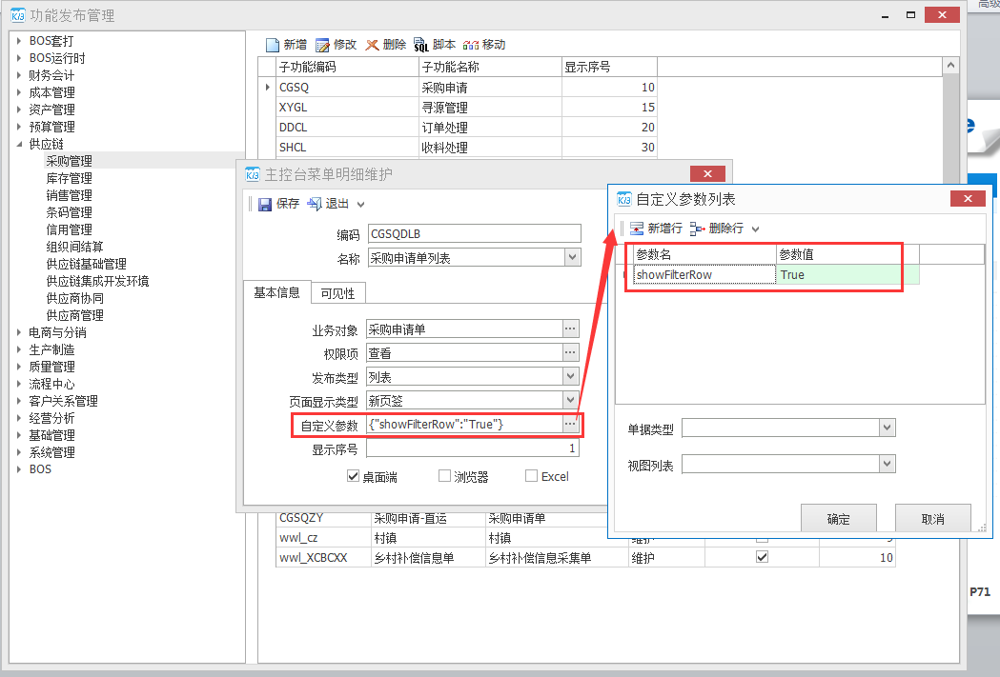 高级
K/3 功能发布管理
BOS套打
BOS运行时
财务会计
成本管理
资产管理
预算管理
供应链
采购管理
库存管理
销售管理
条码管理
信用管理
组织间结算
供应链基础管理
供应链集成开发环境
供应商协同
供应商管理
电商与分销
生产制造
质量管理
流程中心
客户关系管理
经营分析
基础管理
系统管理
BOS
新增 修改 删除 SQL 脚本 移动
子功能编码 子功能名称 显示序号
CGSQ 采购申请 10
XYGL 寻源管理 15
DDCL 订单处理 20
SHCL 收料处理 30
K/3 主控台菜单明细维护
保存 退出
编码 CGSQDLB
名称 采购申请单列表
基本信息 可见性
业务对象 采购申请单 ...
权限项 查看 ...
发布类型 列表
页面显示类型 新页签
自定义参数 {"showFilterRow":"True"} ...
显示序号 1
桌面端 浏览器 Excel
K/3 自定义参数列表
新增行 删除行
参数名 参数值
showFilterRow True
单据类型
视图列表
确定 取消
CGSQZY 采购申请-直运 采购申请单
wwl_cz 村镇 村镇 维护
wwl_XCBCXX 乡村补偿信息单 乡村补偿信息采集单 维护 10
P71